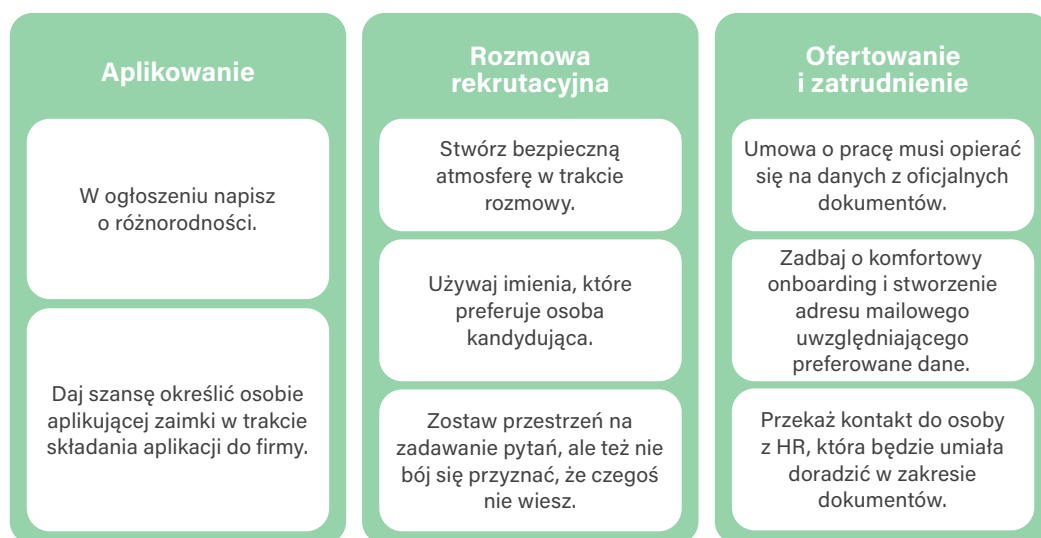 Aplikowanie
W ogłoszeniu napisz
o różnorodności.
Daj szansę określić osobie
aplikującej zaimki w trakcie
składania aplikacji do firmy.
Rozmowa
rekrutacyjna
Stwórz bezpieczną
atmosferę w trakcie
rozmowy.
Używaj imienia, które
preferuje osoba
kandydująca.
Zostaw przestrzeń na
zadawanie pytań, ale też nie
bój się przyznać, że czegoś
nie wiesz.
Ofertowanie
i zatrudnienie
Umowa o pracę musi opierać
się na danych z oficjalnych
dokumentów.
Zadbaj o komfortowy
onboarding i stworzenie
adresu mailowego
uwzględniającego
preferowane dane.
Przekaż kontakt do osoby
z HR, która będzie umiała
doradzić w zakresie
dokumentów.